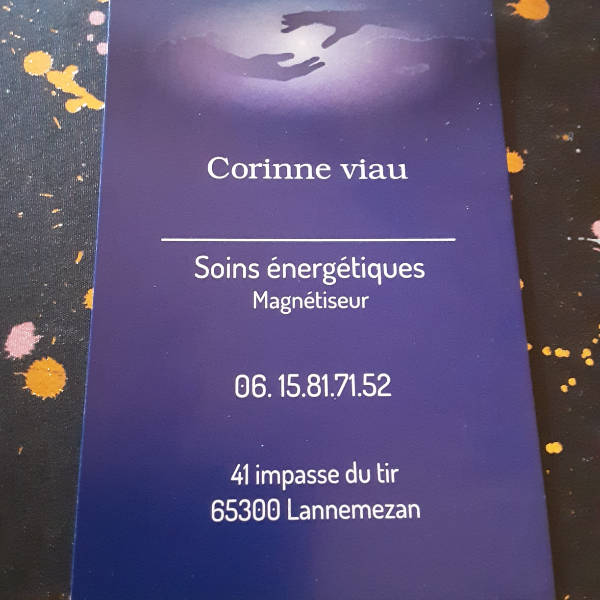 Corinne viau
Soins énergétiques
Magnétiseur
06. 15.81.71.52
41 impasse du tir
65300 Lannemezan